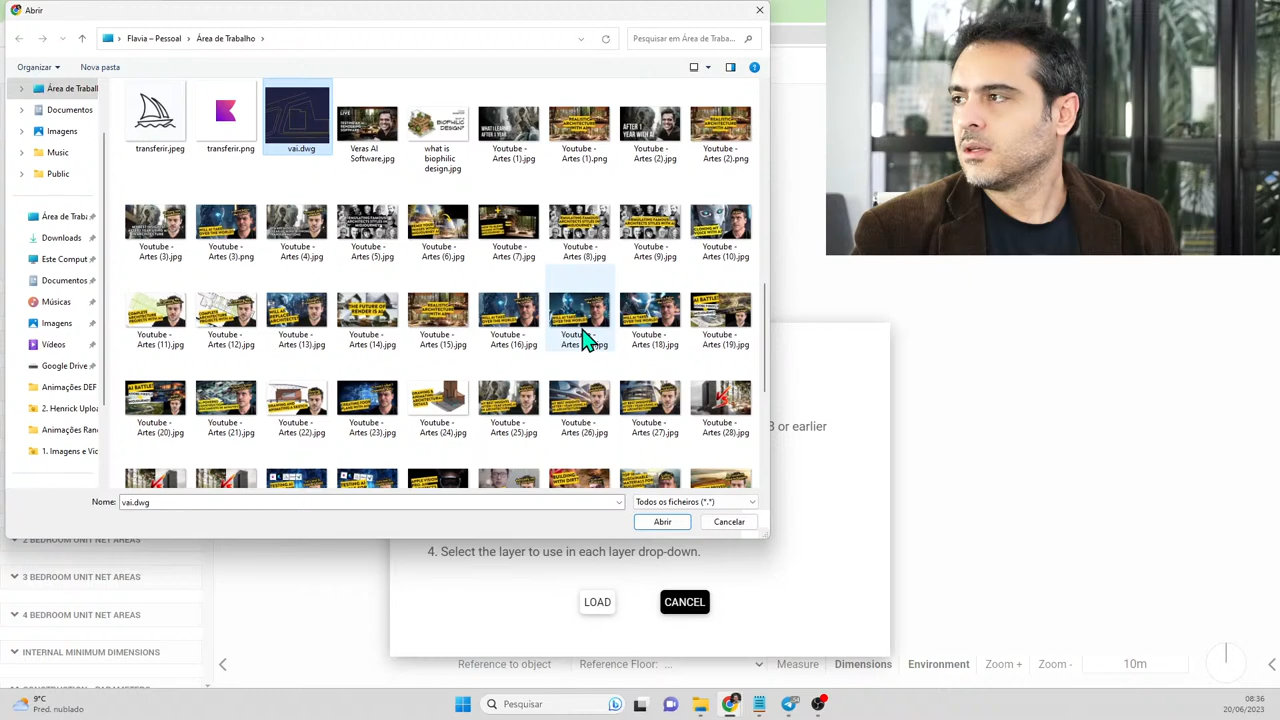 Abrir
Flavia – Pessoal > Área de Trabalho >
Pesquisar em Área de Traba...
Organizar
Nova pasta
Área de Trabalh
Documentos
Imagens
Music
Public
Área de Traba
Downloads
Este Comput
Documentos
Músicas
Imagens
Vídeos
Google Drive
Animações DEF
2. Henrick Uploa
Animações Ran
1. Imagens e Vid
transferir.jpeg
transferir.png
vai.dwg
Veras AI Software.jpg
what is biophilic design.jpg
Youtube - Artes (1).jpg
Youtube - Artes (1).png
Youtube - Artes (2).jpg
Youtube - Artes (2).png
Youtube - Artes (3).jpg
Youtube - Artes (3).png
Youtube - Artes (4).jpg
Youtube - Artes (5).jpg
Youtube - Artes (6).jpg
Youtube - Artes (7).jpg
Youtube - Artes (8).jpg
Youtube - Artes (9).jpg
Youtube - Artes (10).jpg
Youtube - Artes (11).jpg
Youtube - Artes (12).jpg
Youtube - Artes (13).jpg
Youtube - Artes (14).jpg
Youtube - Artes (15).jpg
Youtube - Artes (16).jpg
Youtube - Artes
Youtube - Artes (18).jpg
Youtube - Artes (19).jpg
Youtube - Artes (20).jpg
Youtube - Artes (21).jpg
Youtube - Artes (22).jpg
Youtube - Artes (23).jpg
Youtube - Artes (24).jpg
Youtube - Artes (25).jpg
Youtube - Artes (26).jpg
Youtube - Artes (27).jpg
Youtube - Artes (28).jpg
Nome: vai.dwg
Todos os ficheiros (*.*)
Abrir
Cancelar
3 or earlier
4. Select the layer to use in each layer drop-down.
LOAD
CANCEL
2 BEDROOM UNIT NET AREAS
3 BEDROOM UNIT NET AREAS
4 BEDROOM UNIT NET AREAS
INTERNAL MINIMUM DIMENSIONS
Reference to object
Reference Floor: ...
Measure
Dimensions
Environment
Zoom +
Zoom -
10m
9°C
Pred. nublado
Pesquisar
08:36
20/06/2023